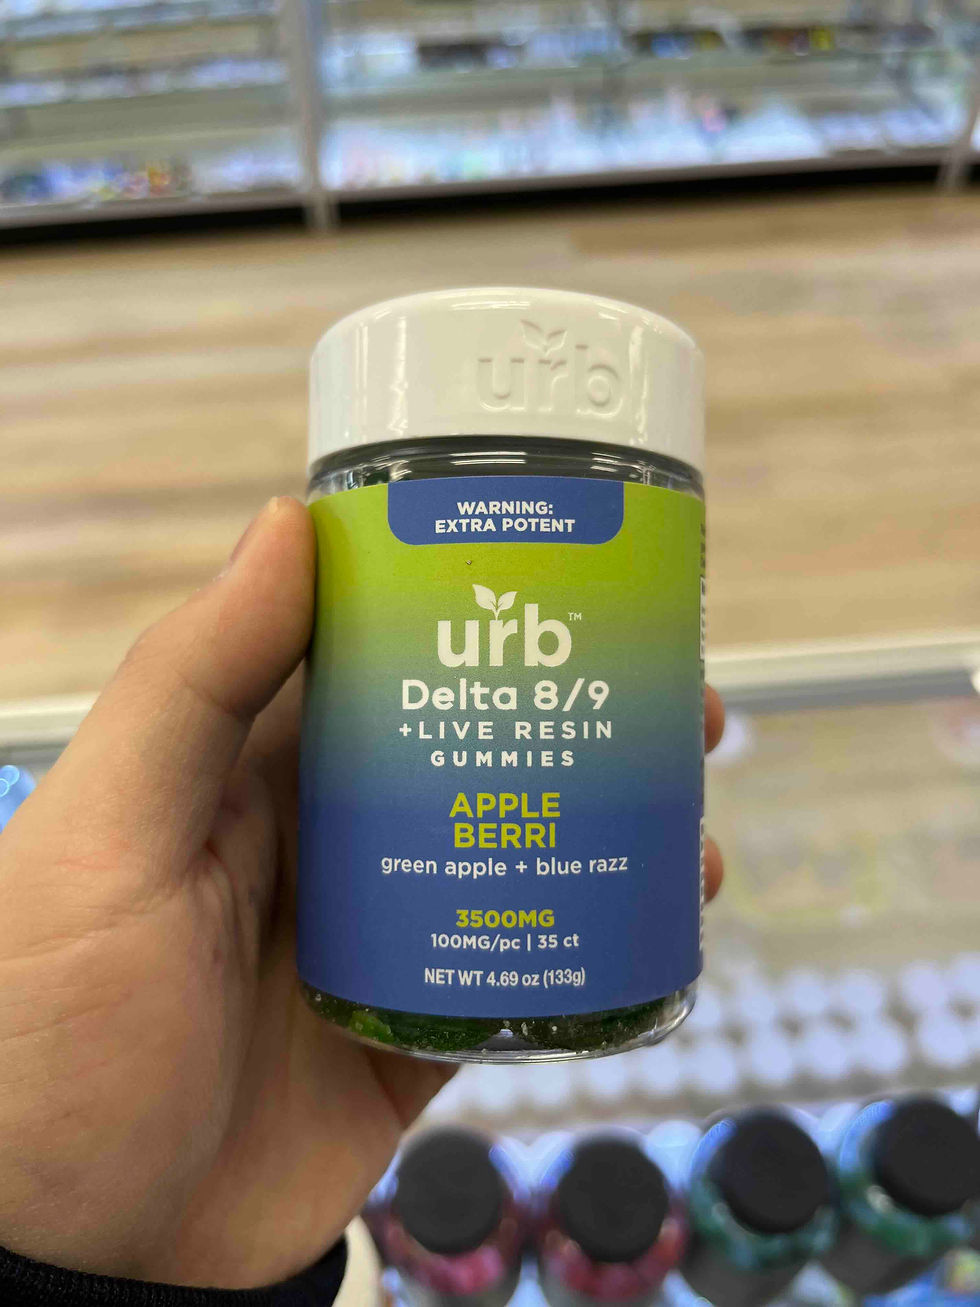 urb
WARNING:
EXTRA POTENT
urb™
Delta 8/9
+LIVE RESIN
GUMMIES
APPLE
BERRI
green apple + blue razz
3500MG
100MG/pc | 35 ct
NET WT 4.69 oz (133g)